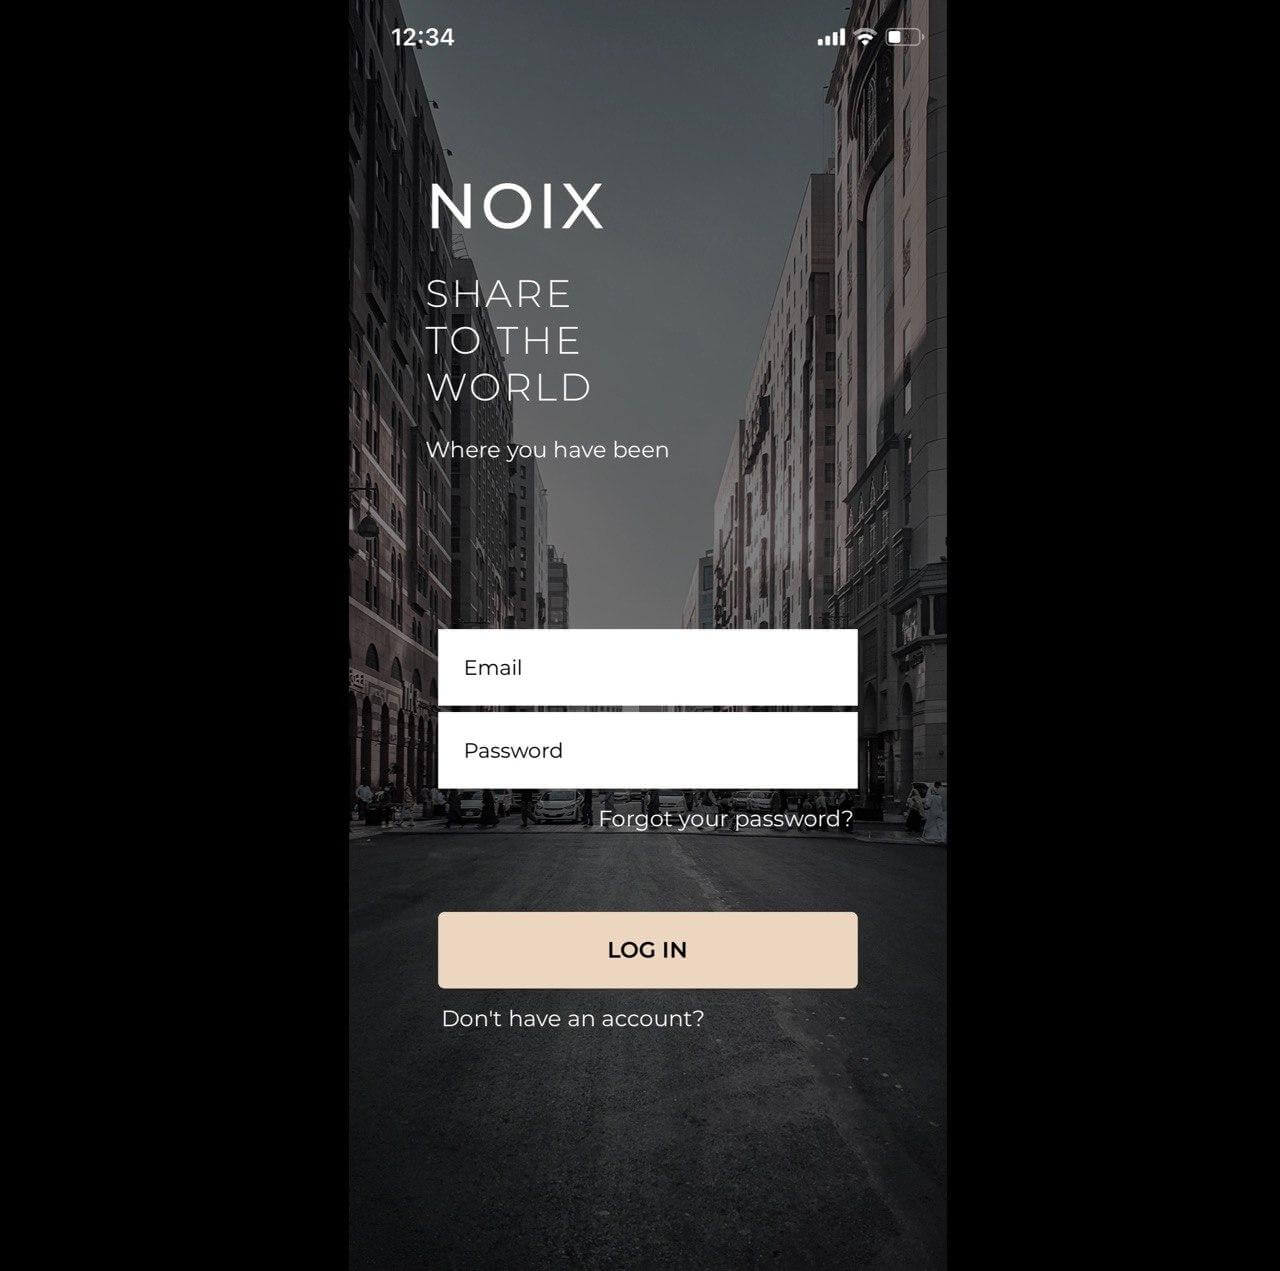 12:34
NOIX
SHARE
TO THE
WORLD
Where you have been
Email
Password
Forgot your password?
LOG IN
Don't have an account?